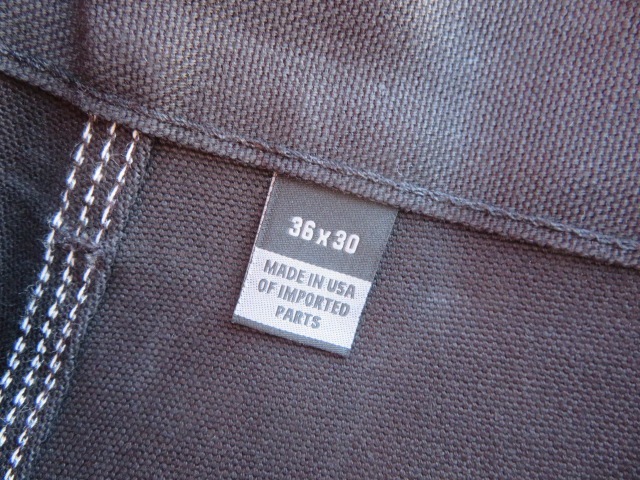 36 x 30
MADE IN USA
OF IMPORTED
PARTS